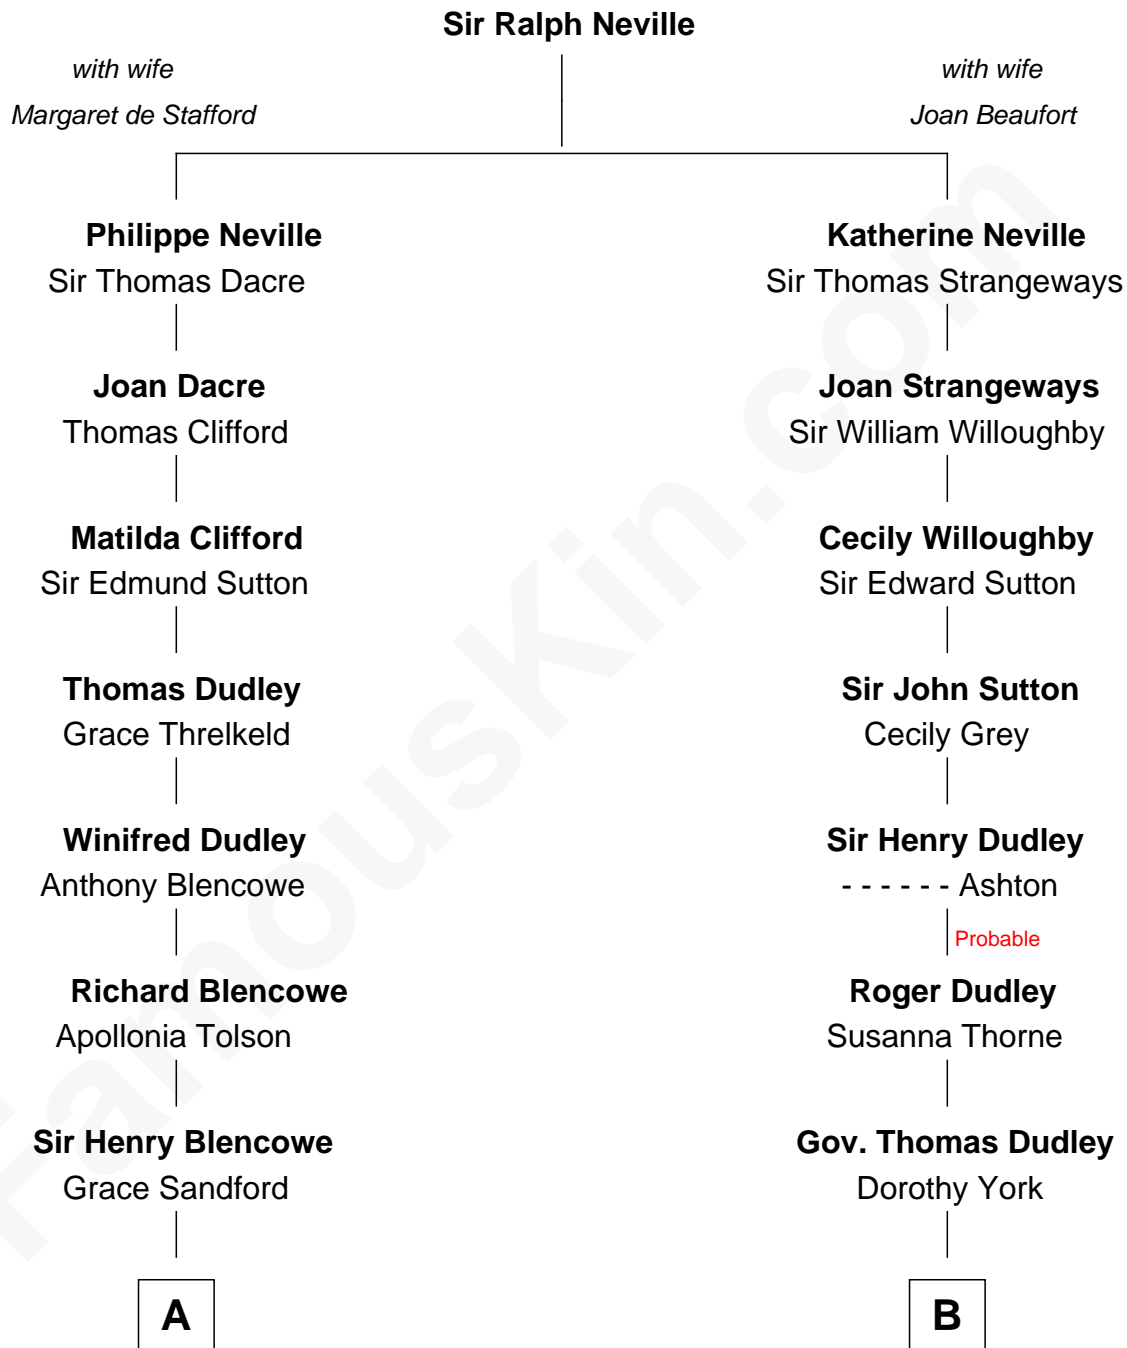 Sir Ralph Neville
with wife
Margaret de Stafford
with wife
Joan Beaufort
Philippe Neville
Sir Thomas Dacre
Katherine Neville
Sir Thomas Strangeways
Joan Dacre
Thomas Clifford
Joan Strangeways
Sir William Willoughby
Matilda Clifford
Sir Edmund Sutton
Cecily Willoughby
Sir Edward Sutton
Thomas Dudley
Grace Threlkeld
Sir John Sutton
Cecily Grey
Winifred Dudley
Anthony Blencowe
Sir Henry Dudley
- - - - - - Ashton
Probable
Richard Blencowe
Apollonia Tolson
Roger Dudley
Susanna Thorne
Sir Henry Blencowe
Grace Sandford
Gov. Thomas Dudley
Dorothy York
A
B
FamousKin.com